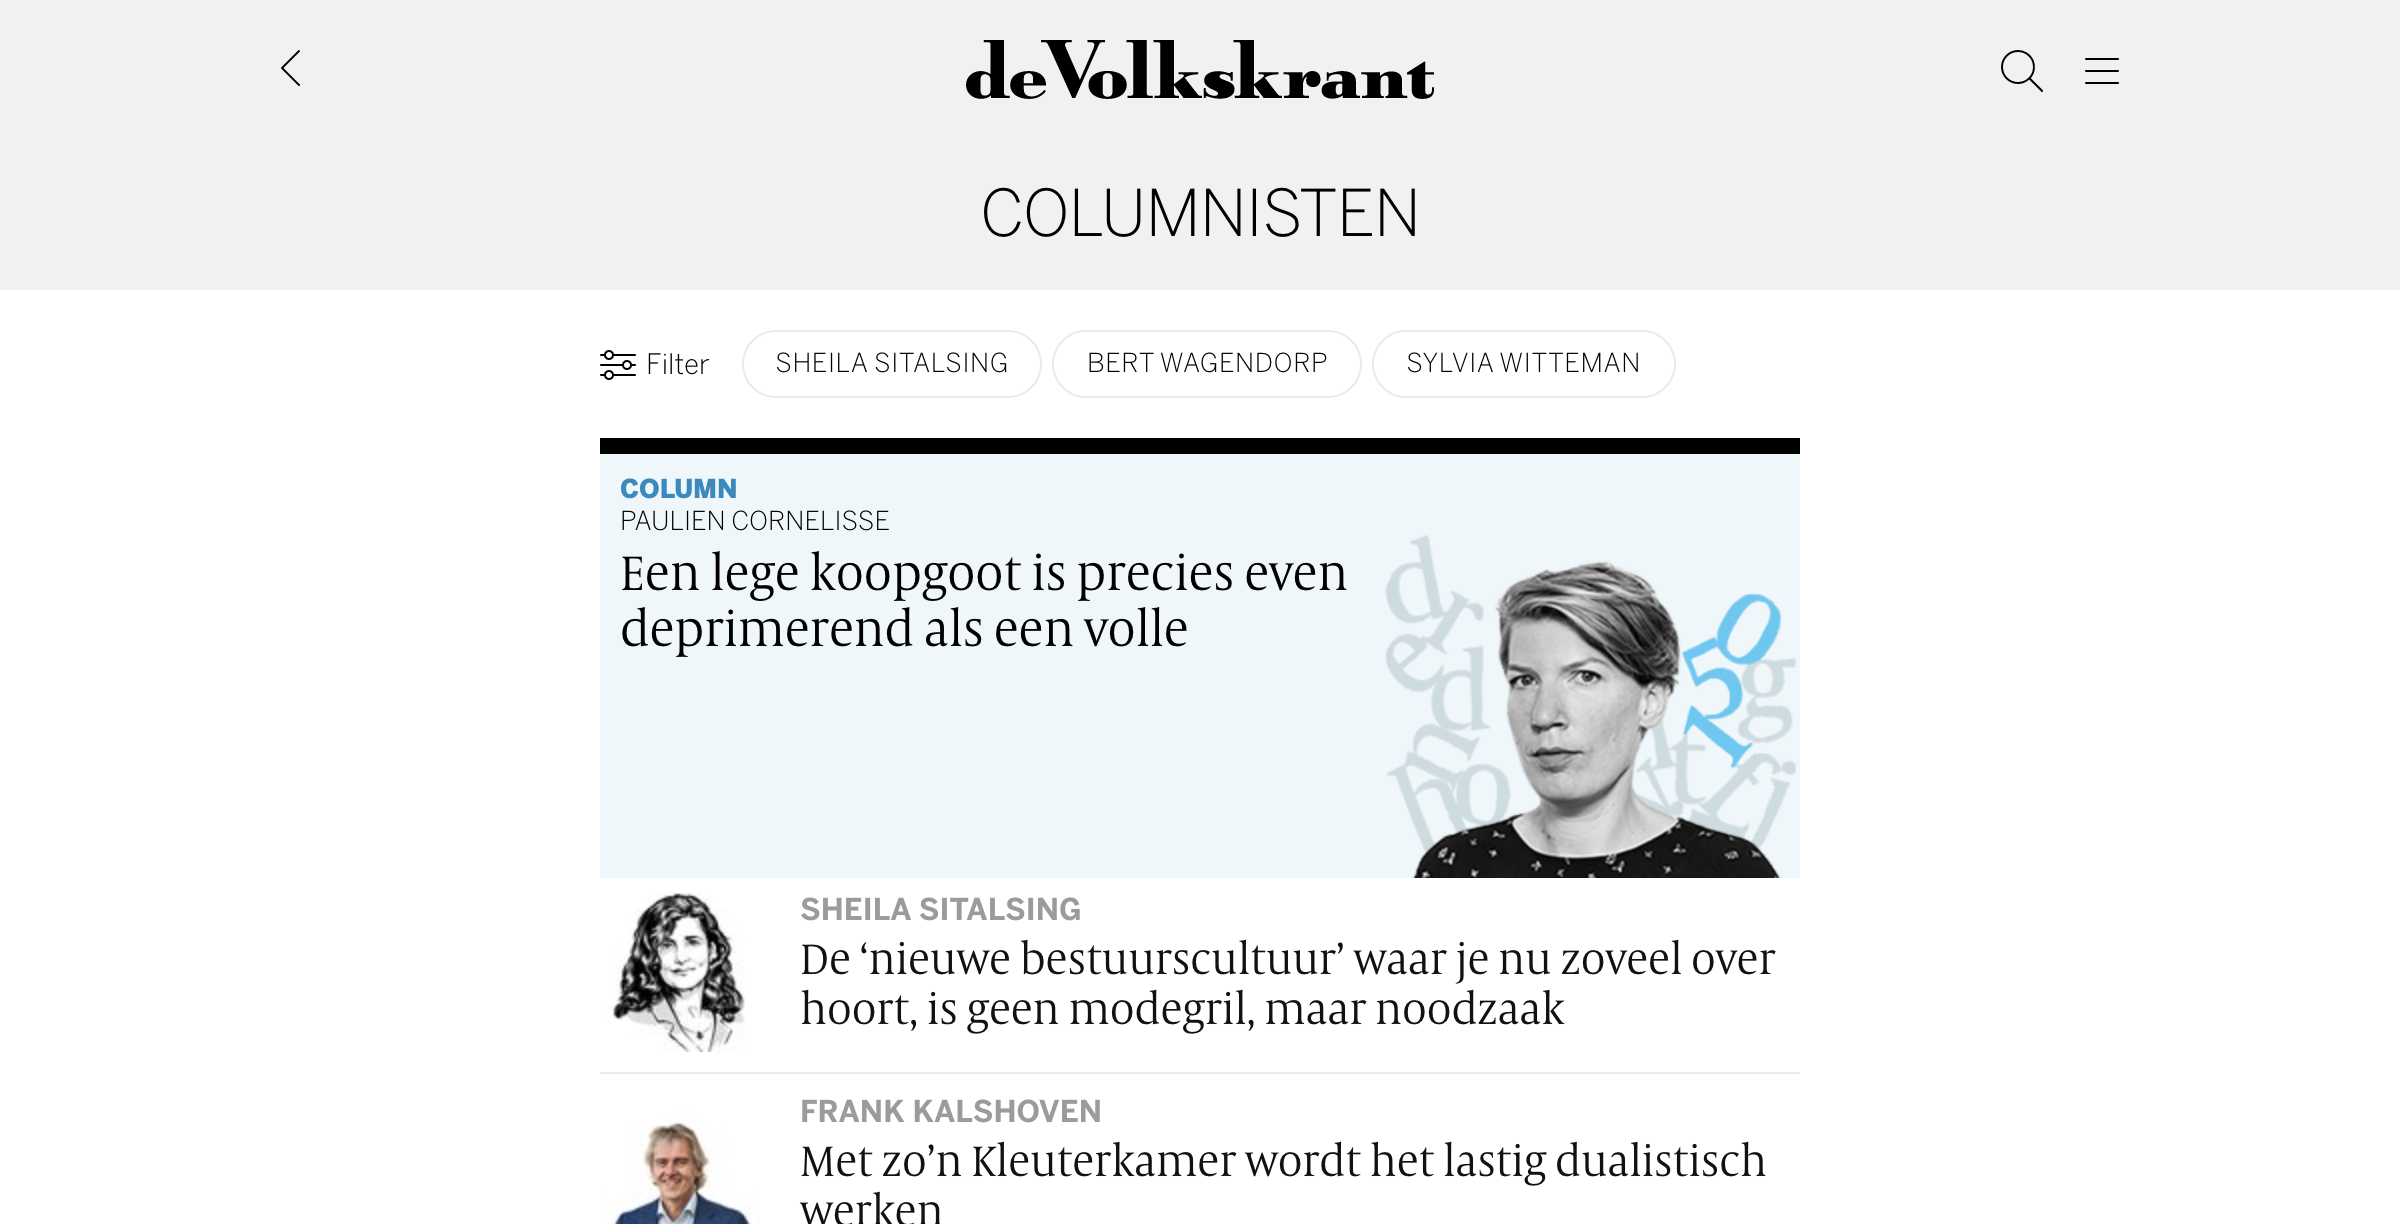 de Volkskrant
COLUMNISTEN
Filter
SHEILA SITALSING
BERT WAGENDORP
SYLVIA WITTEMAN
COLUMN
PAULIEN CORNELISSE
Een lege koopgoot is precies even
deprimerend als een volle
SHEILA SITALSING
De ‘nieuwe bestuurscultuur’ waar je nu zoveel over
hoort, is geen modegril, maar noodzaak
FRANK KALSHOVEN
Met zo’n Kleuterkamer wordt het lastig dualistisch
werken